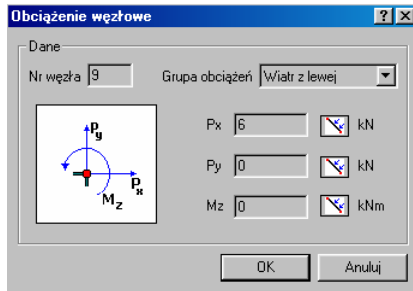 Obciążenie węzłowe
Dane
Nr węzła 9 Grupa obciążeń Wiatr z lewej
Py
Px
Mz
Px 6 kN
Py 0 kN
Mz 0 kNm
OK Anuluj